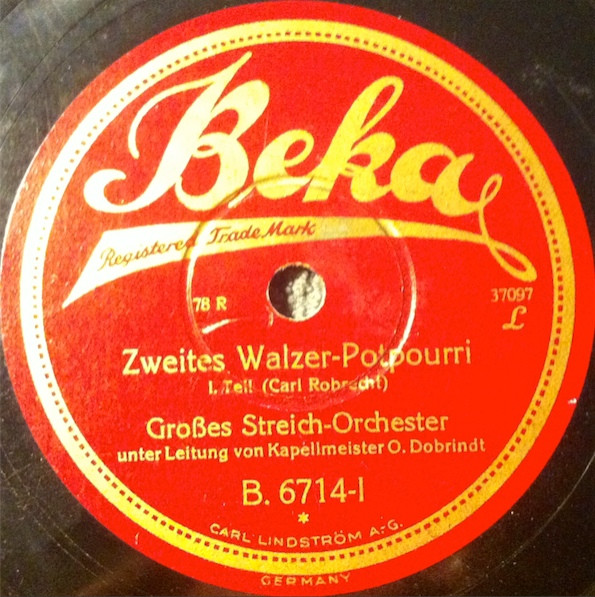 Beka
Registered Trade Mark
78 R
37097
L
Zweites Walzer-Potpourri
I. Teil (Carl Robrecht)
Großes Streich-Orchester
unter Leitung von Kapellmeister O. Dobrindt
B. 6714-I
*
CARL LINDSTRÖM A.-G.
GERMANY